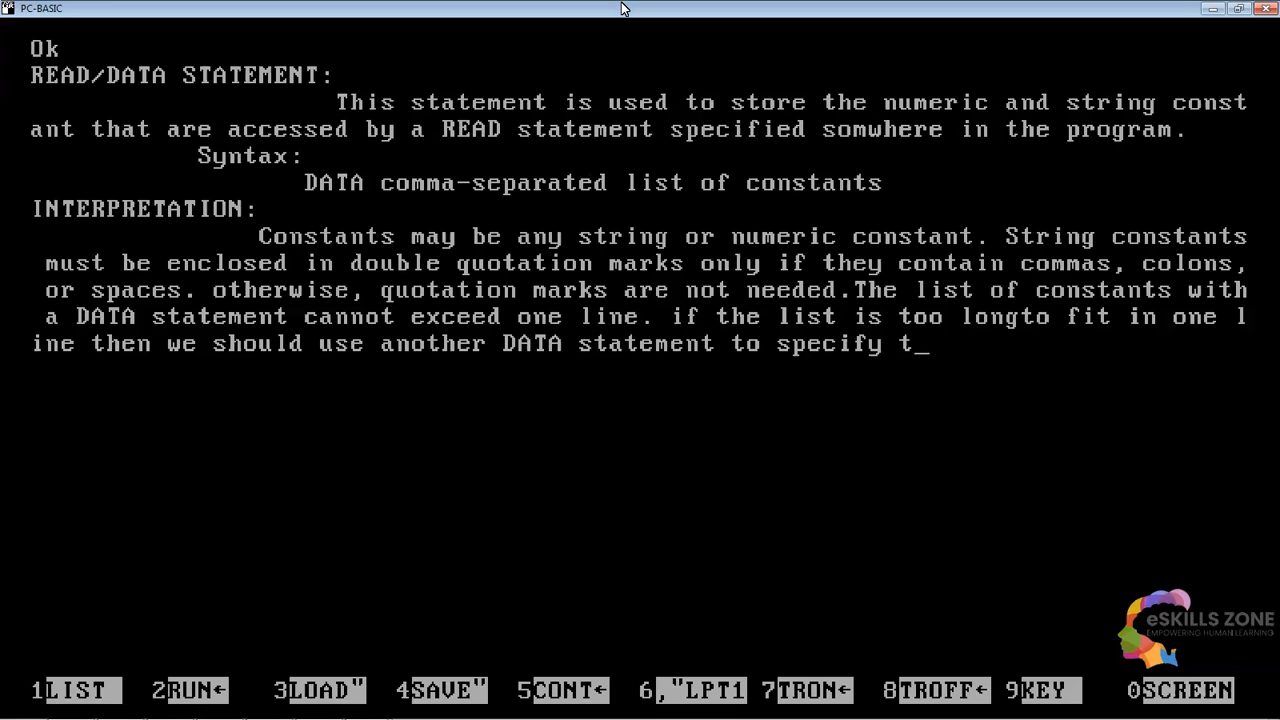 PC-BASIC
Ok
READ/DATA STATEMENT:
This statement is used to store the numeric and string const
ant that are accessed by a READ statement specified somwhere in the program.
Syntax:
DATA comma-separated list of constants
INTERPRETATION:
Constants may be any string or numeric constant. String constants
must be enclosed in double quotation marks only if they contain commas, colons,
or spaces. otherwise, quotation marks are not needed.The list of constants with
a DATA statement cannot exceed one line. if the list is too longto fit in one l
ine then we should use another DATA statement to specify t_
eSKILLS ZONE
EMPOWERING HUMAN LEARNING
1LIST 2RUN← 3LOAD" 4SAVE" 5CONT← 6,"LPT1 7TRON← 8TROFF← 9KEY 0SCREEN